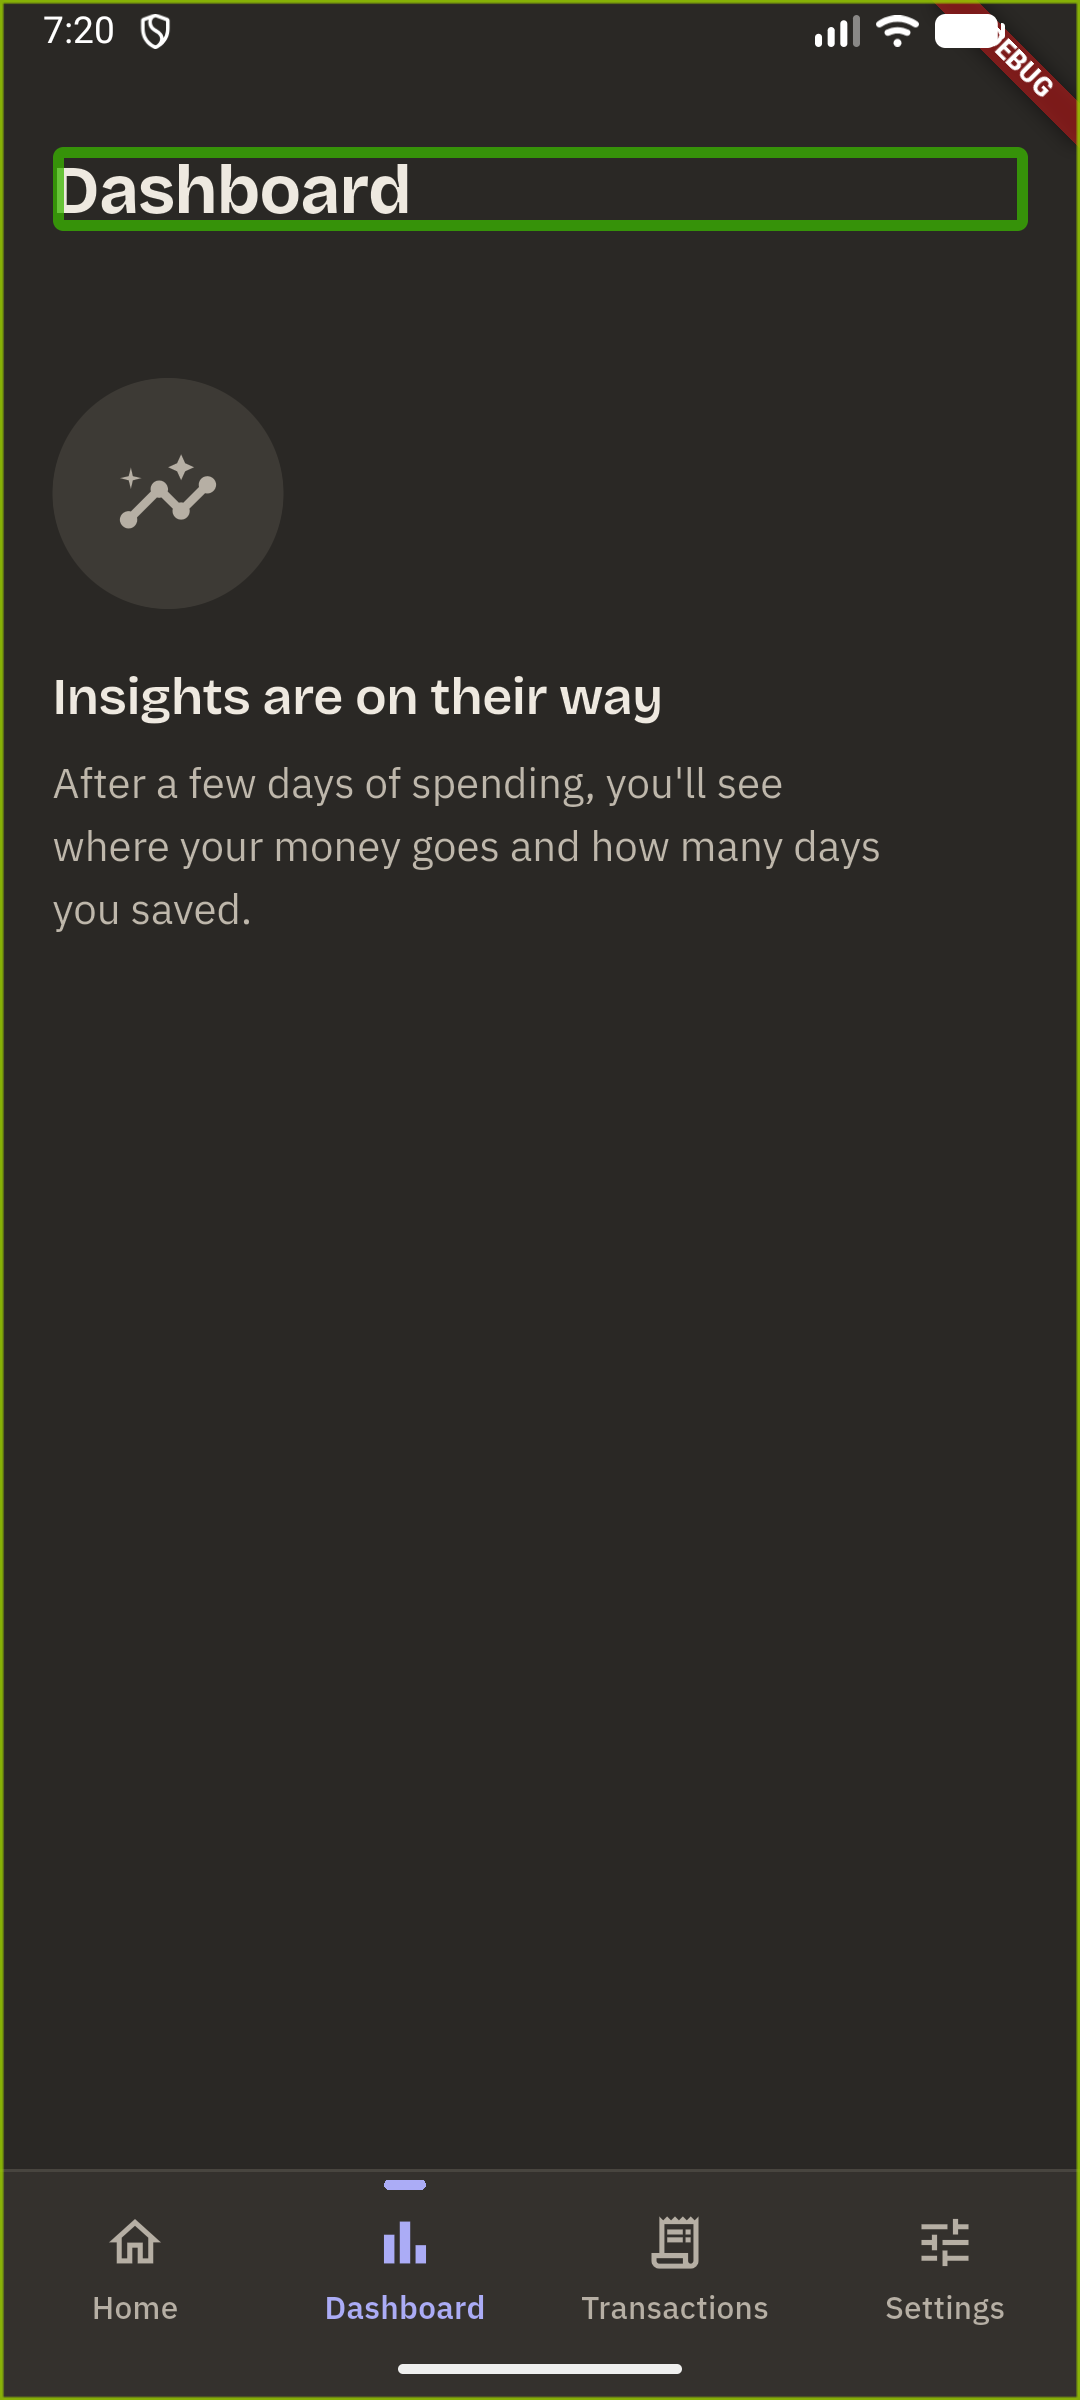 7:20
EBUG
Dashboard
Insights are on their way
After a few days of spending, you'll see
where your money goes and how many days
you saved.
Home
Dashboard
Transactions
Settings